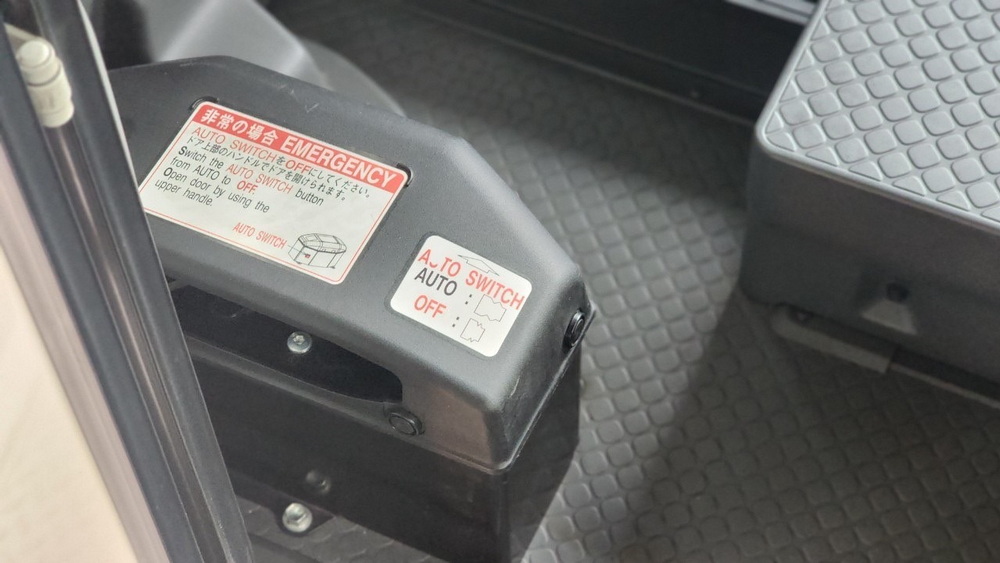 非常の場合 EMERGENCY
AUTO SWITCHをOFFにしてください。
ドア上部のハンドルでドアを開けられます。
Switch the AUTO SWITCH button
from AUTO to OFF
Open door by using the
upper handle.
AUTO SWITCH
AUTO SWITCH
AUTO :
OFF :